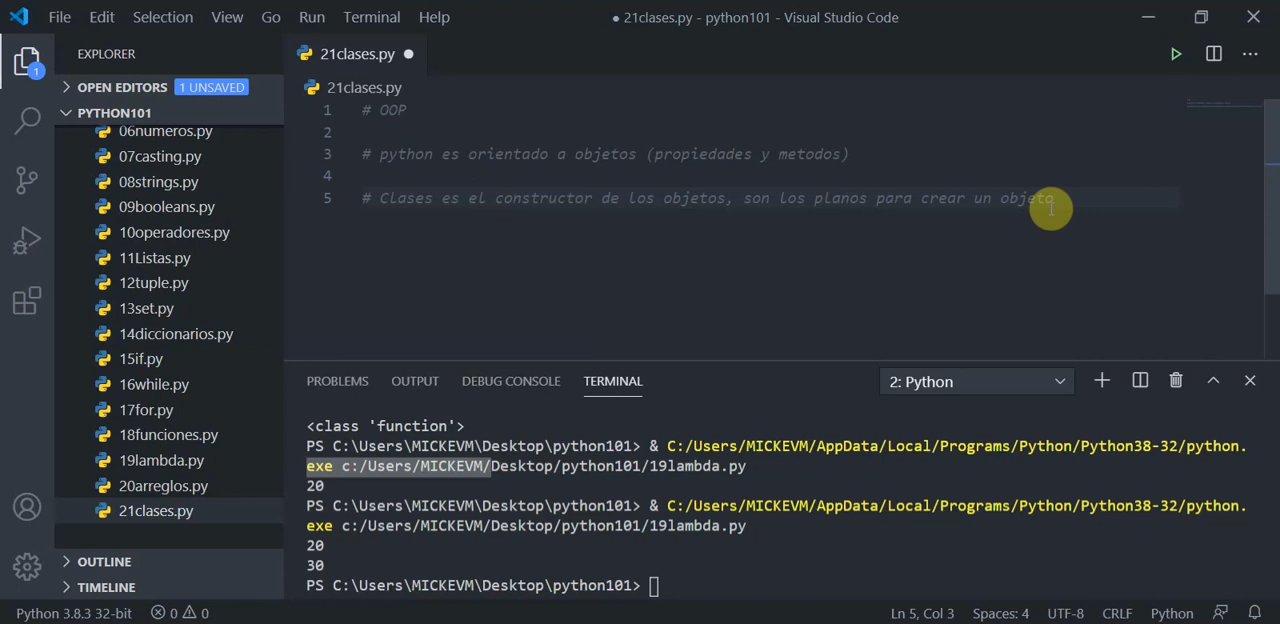 File Edit Selection View Go Run Terminal Help
● 21clases.py - python101 - Visual Studio Code
EXPLORER
OPEN EDITORS 1 UNSAVED
PYTHON101
06numeros.py
07casting.py
08strings.py
09booleans.py
10operadores.py
11Listas.py
12tuple.py
13set.py
14diccionarios.py
15if.py
16while.py
17for.py
18funciones.py
19lambda.py
20arreglos.py
21clases.py
OUTLINE
TIMELINE
1
21clases.py ●
21clases.py
1 # OOP
2
3 # python es orientado a objetos (propiedades y metodos)
4
5 # Clases es el constructor de los objetos, son los planos para crear un objeto
PROBLEMS OUTPUT DEBUG CONSOLE TERMINAL 2: Python
<class 'function'>
PS C:\Users\MICKEVM\Desktop\python101> & C:/Users/MICKEVM/AppData/Local/Programs/Python/Python38-32/python.
exe c:/Users/MICKEVM/Desktop/python101/19lambda.py
20
PS C:\Users\MICKEVM\Desktop\python101> & C:/Users/MICKEVM/AppData/Local/Programs/Python/Python38-32/python.
exe c:/Users/MICKEVM/Desktop/python101/19lambda.py
20
30
PS C:\Users\MICKEVM\Desktop\python101>
Python 3.8.3 32-bit 0 0 Ln 5, Col 3 Spaces: 4 UTF-8 CRLF Python